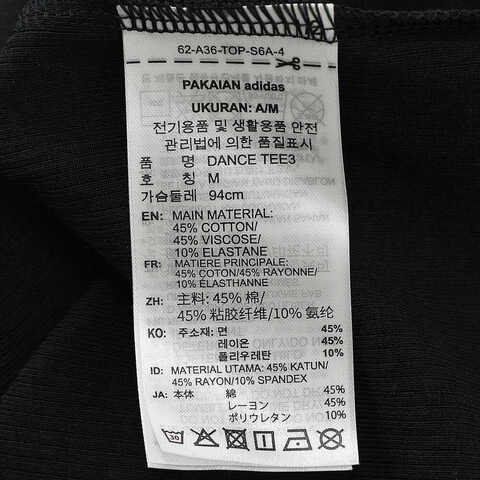 62-A36-TOP-S6A-4
PAKAIAN adidas
UKURAN: A/M
전기용품 및 생활용품 안전
관리법에 의한 품질표시
품 명 DANCE TEE3
호 칭 M
가슴둘레 94cm
EN: MAIN MATERIAL:
45% COTTON/
45% VISCOSE/
10% ELASTANE
FR: MATIERE PRINCIPALE:
45% COTON/45% RAYONNE/
10% ÉLASTHANNE
ZH: 主料: 45% 棉/
45% 粘胶纤维/10% 氨纶
KO: 주소재: 면 45%
레이온 45%
폴리우레탄 10%
ID: MATERIAL UTAMA: 45% KATUN/
45% RAYON/10% SPANDEX
JA: 本体 綿 45%
レーヨン 45%
ポリウレタン 10%
30